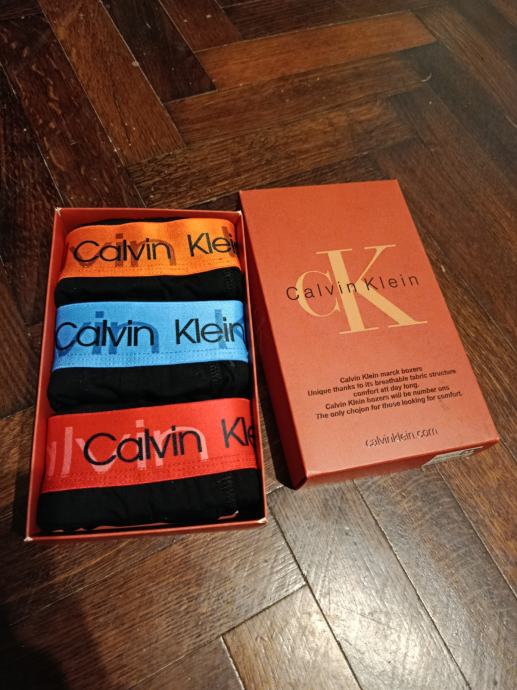 Calvin Klein
Calvin Klein
Calvin Kle
cK
Calvin Klein
Calvin Klein marck boxers
Unique thanks to its breathable fabric structure
comfort all day long.
Calvin Klein boxers will be number ons
The only chojon for those looking for comfort.
calvinklein.com